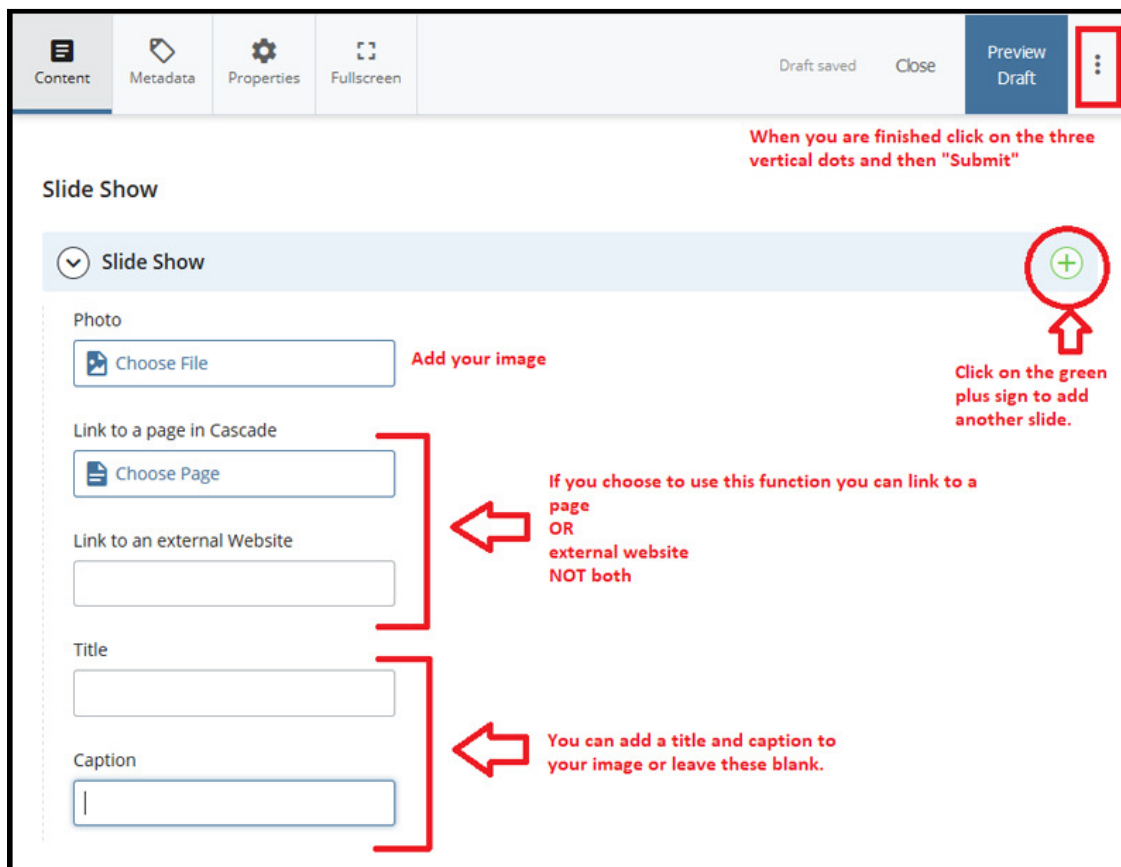 Content
Metadata
Properties
Fullscreen
Draft saved
Close
Preview
Draft
When you are finished click on the three
vertical dots and then "Submit"
Slide Show
Slide Show
Photo
Choose File
Add your image
Click on the green
plus sign to add
another slide.
Link to a page in Cascade
Choose Page
If you choose to use this function you can link to a
page
OR
external website
NOT both
Link to an external Website
Title
You can add a title and caption to
your image or leave these blank.
Caption